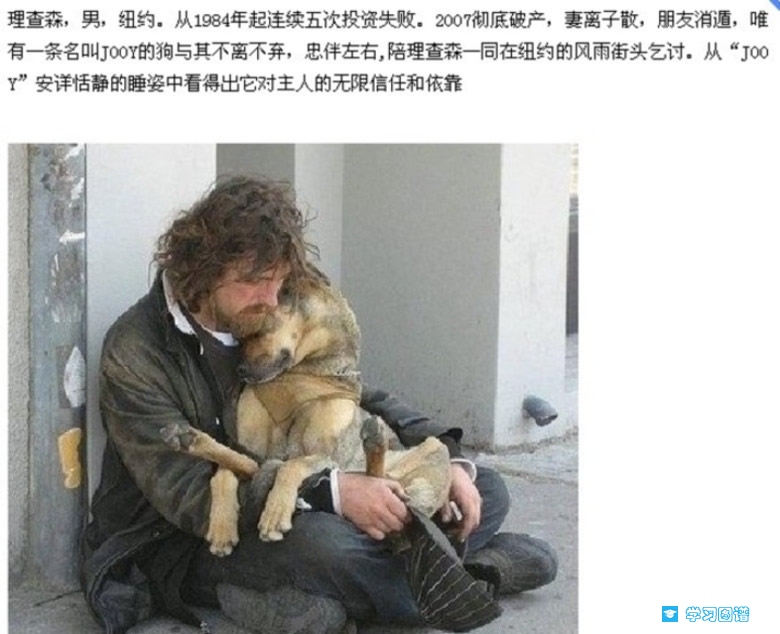 理查森，男，纽约。从1984年起连续五次投资失败。2007彻底破产，妻离子散，朋友消遁，唯
有一条名叫JOOY的狗与其不离不弃，忠伴左右,陪理查森一同在纽约的风雨街头乞讨。从“JOO
Y”安详恬静的睡姿中看得出它对主人的无限信任和依靠
学习图谱